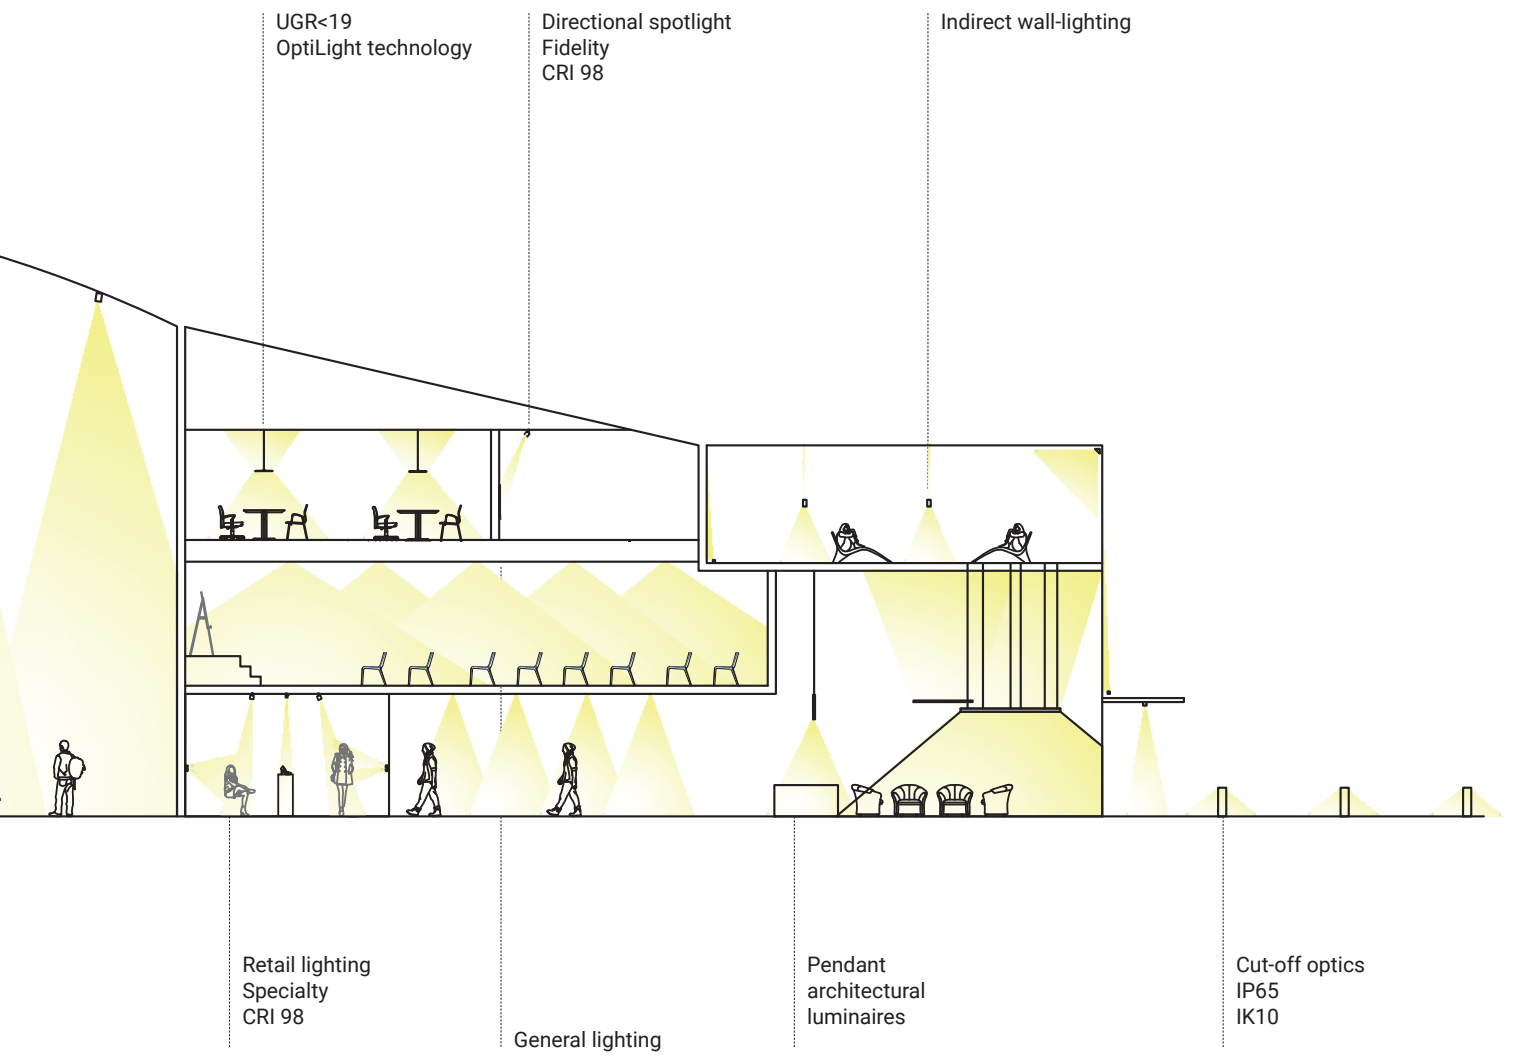 UGR<19
OptiLight technology
Directional spotlight
Fidelity
CRI 98
Indirect wall-lighting
Retail lighting
Specialty
CRI 98
General lighting
Pendant
architectural
luminaires
Cut-off optics
IP65
IK10